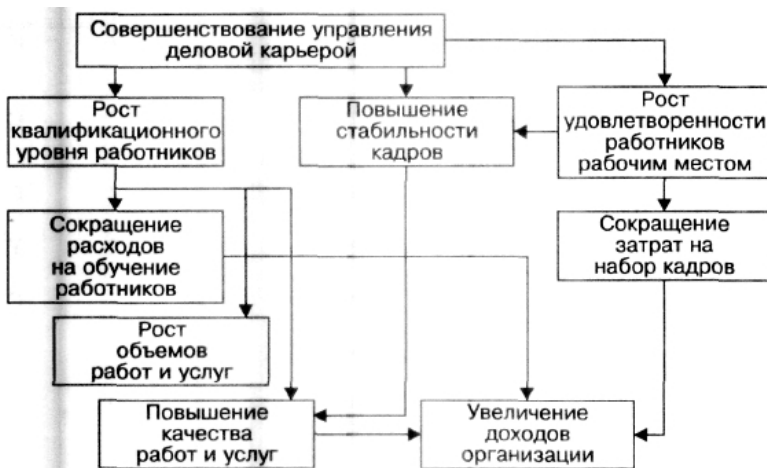 Совершенствование управления
деловой карьерой
Рост
квалификационного
уровня работников
Повышение
стабильности
кадров
Рост
удовлетворенности
работников
рабочим местом
Сокращение
расходов
на обучение
работников
Сокращение
затрат на
набор кадров
Рост
объемов
работ и услуг
Повышение
качества
работ и услуг
Увеличение
доходов
организации